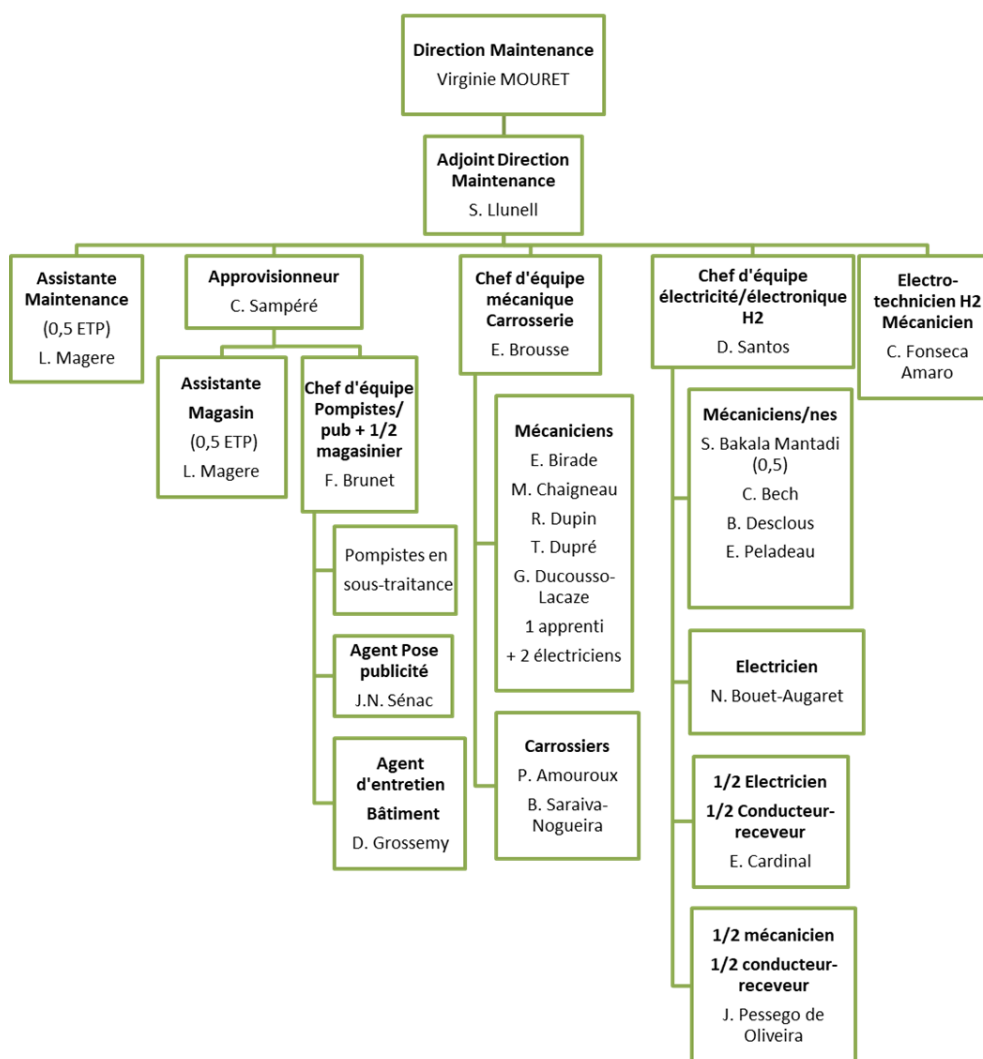 Direction Maintenance
Virginie MOURET
Adjoint Direction
Maintenance
S. Llunell
Assistante
Maintenance
(0,5 ETP)
L. Magere
Approvisionneur
C. Sampéré
Assistante
Magasin
(0,5 ETP)
L. Magere
Chef d'équipe
Pompistes/
pub + 1/2
magasinier
F. Brunet
Pompistes en
sous-traitance
Agent Pose
publicité
J.N. Sénac
Agent
d'entretien
Bâtiment
D. Grossemy
Chef d'équipe
mécanique
Carrosserie
E. Brousse
Mécaniciens
E. Birade
M. Chaigneau
R. Dupin
T. Dupré
G. Ducousso-
Lacaze
1 apprenti
+ 2 électriciens
Carrossiers
P. Amouroux
B. Saraiva-
Nogueira
Chef d'équipe
électricité/électronique
H2
D. Santos
Mécaniciens/nes
S. Bakala Mantadi
(0,5)
C. Bech
B. Desclous
E. Peladeau
Electricien
N. Bouet-Augaret
1/2 Electricien
1/2 Conducteur-
receveur
E. Cardinal
1/2 mécanicien
1/2 conducteur-
receveur
J. Pessego de
Oliveira
Electro-
technicien H2
Mécanicien
C. Fonseca
Amaro